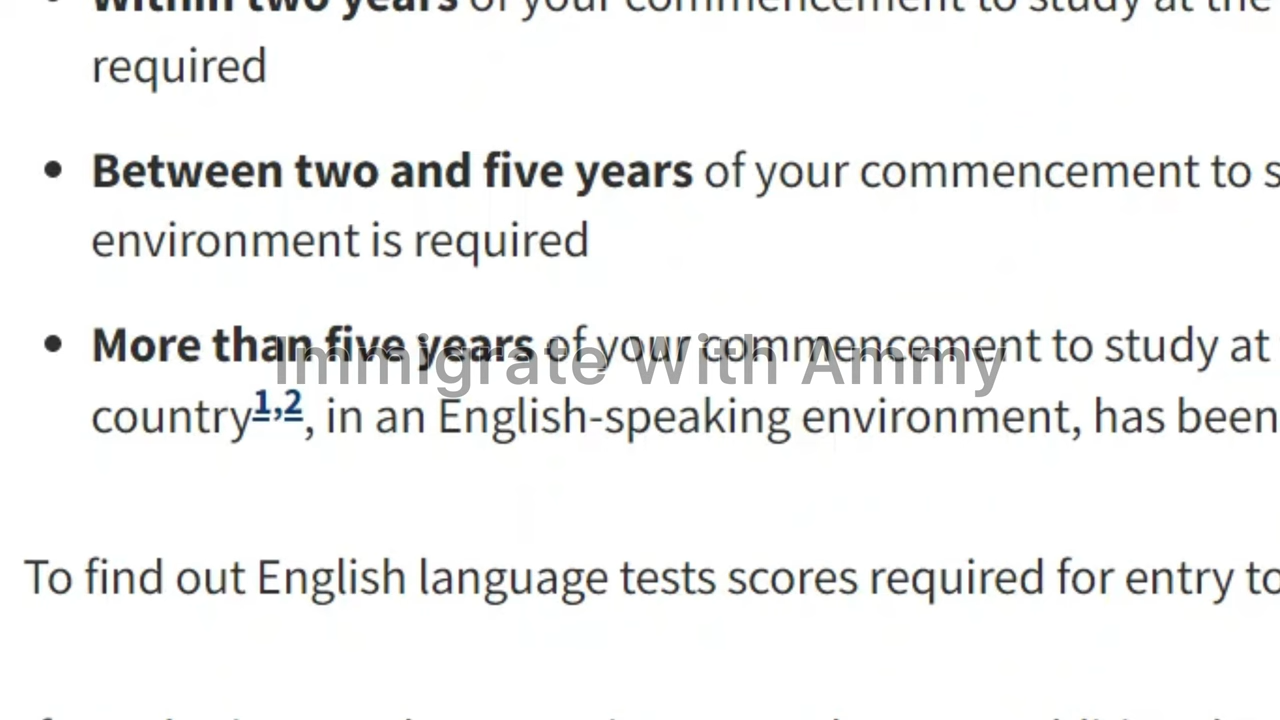 Within two years of your commencement to study at the
required
• Between two and five years of your commencement to s
environment is required
• More than five years of your commencement to study at
Immigrate With Ammy
country1,2, in an English-speaking environment, has been
To find out English language tests scores required for entry to